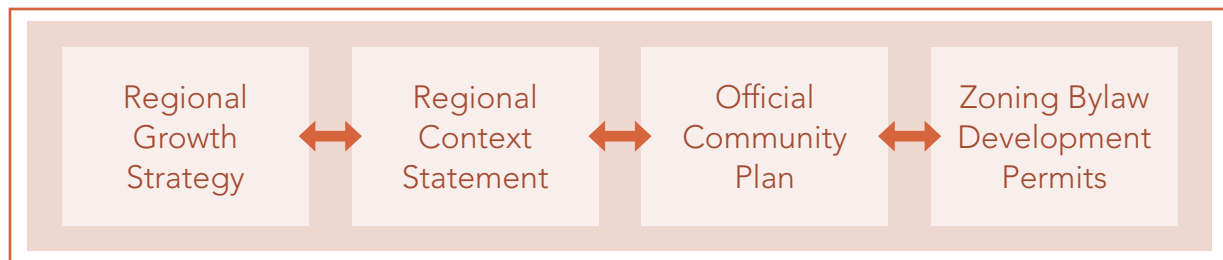 Regional
Growth
Strategy
Regional
Context
Statement
Official
Community
Plan
Zoning Bylaw
Development
Permits